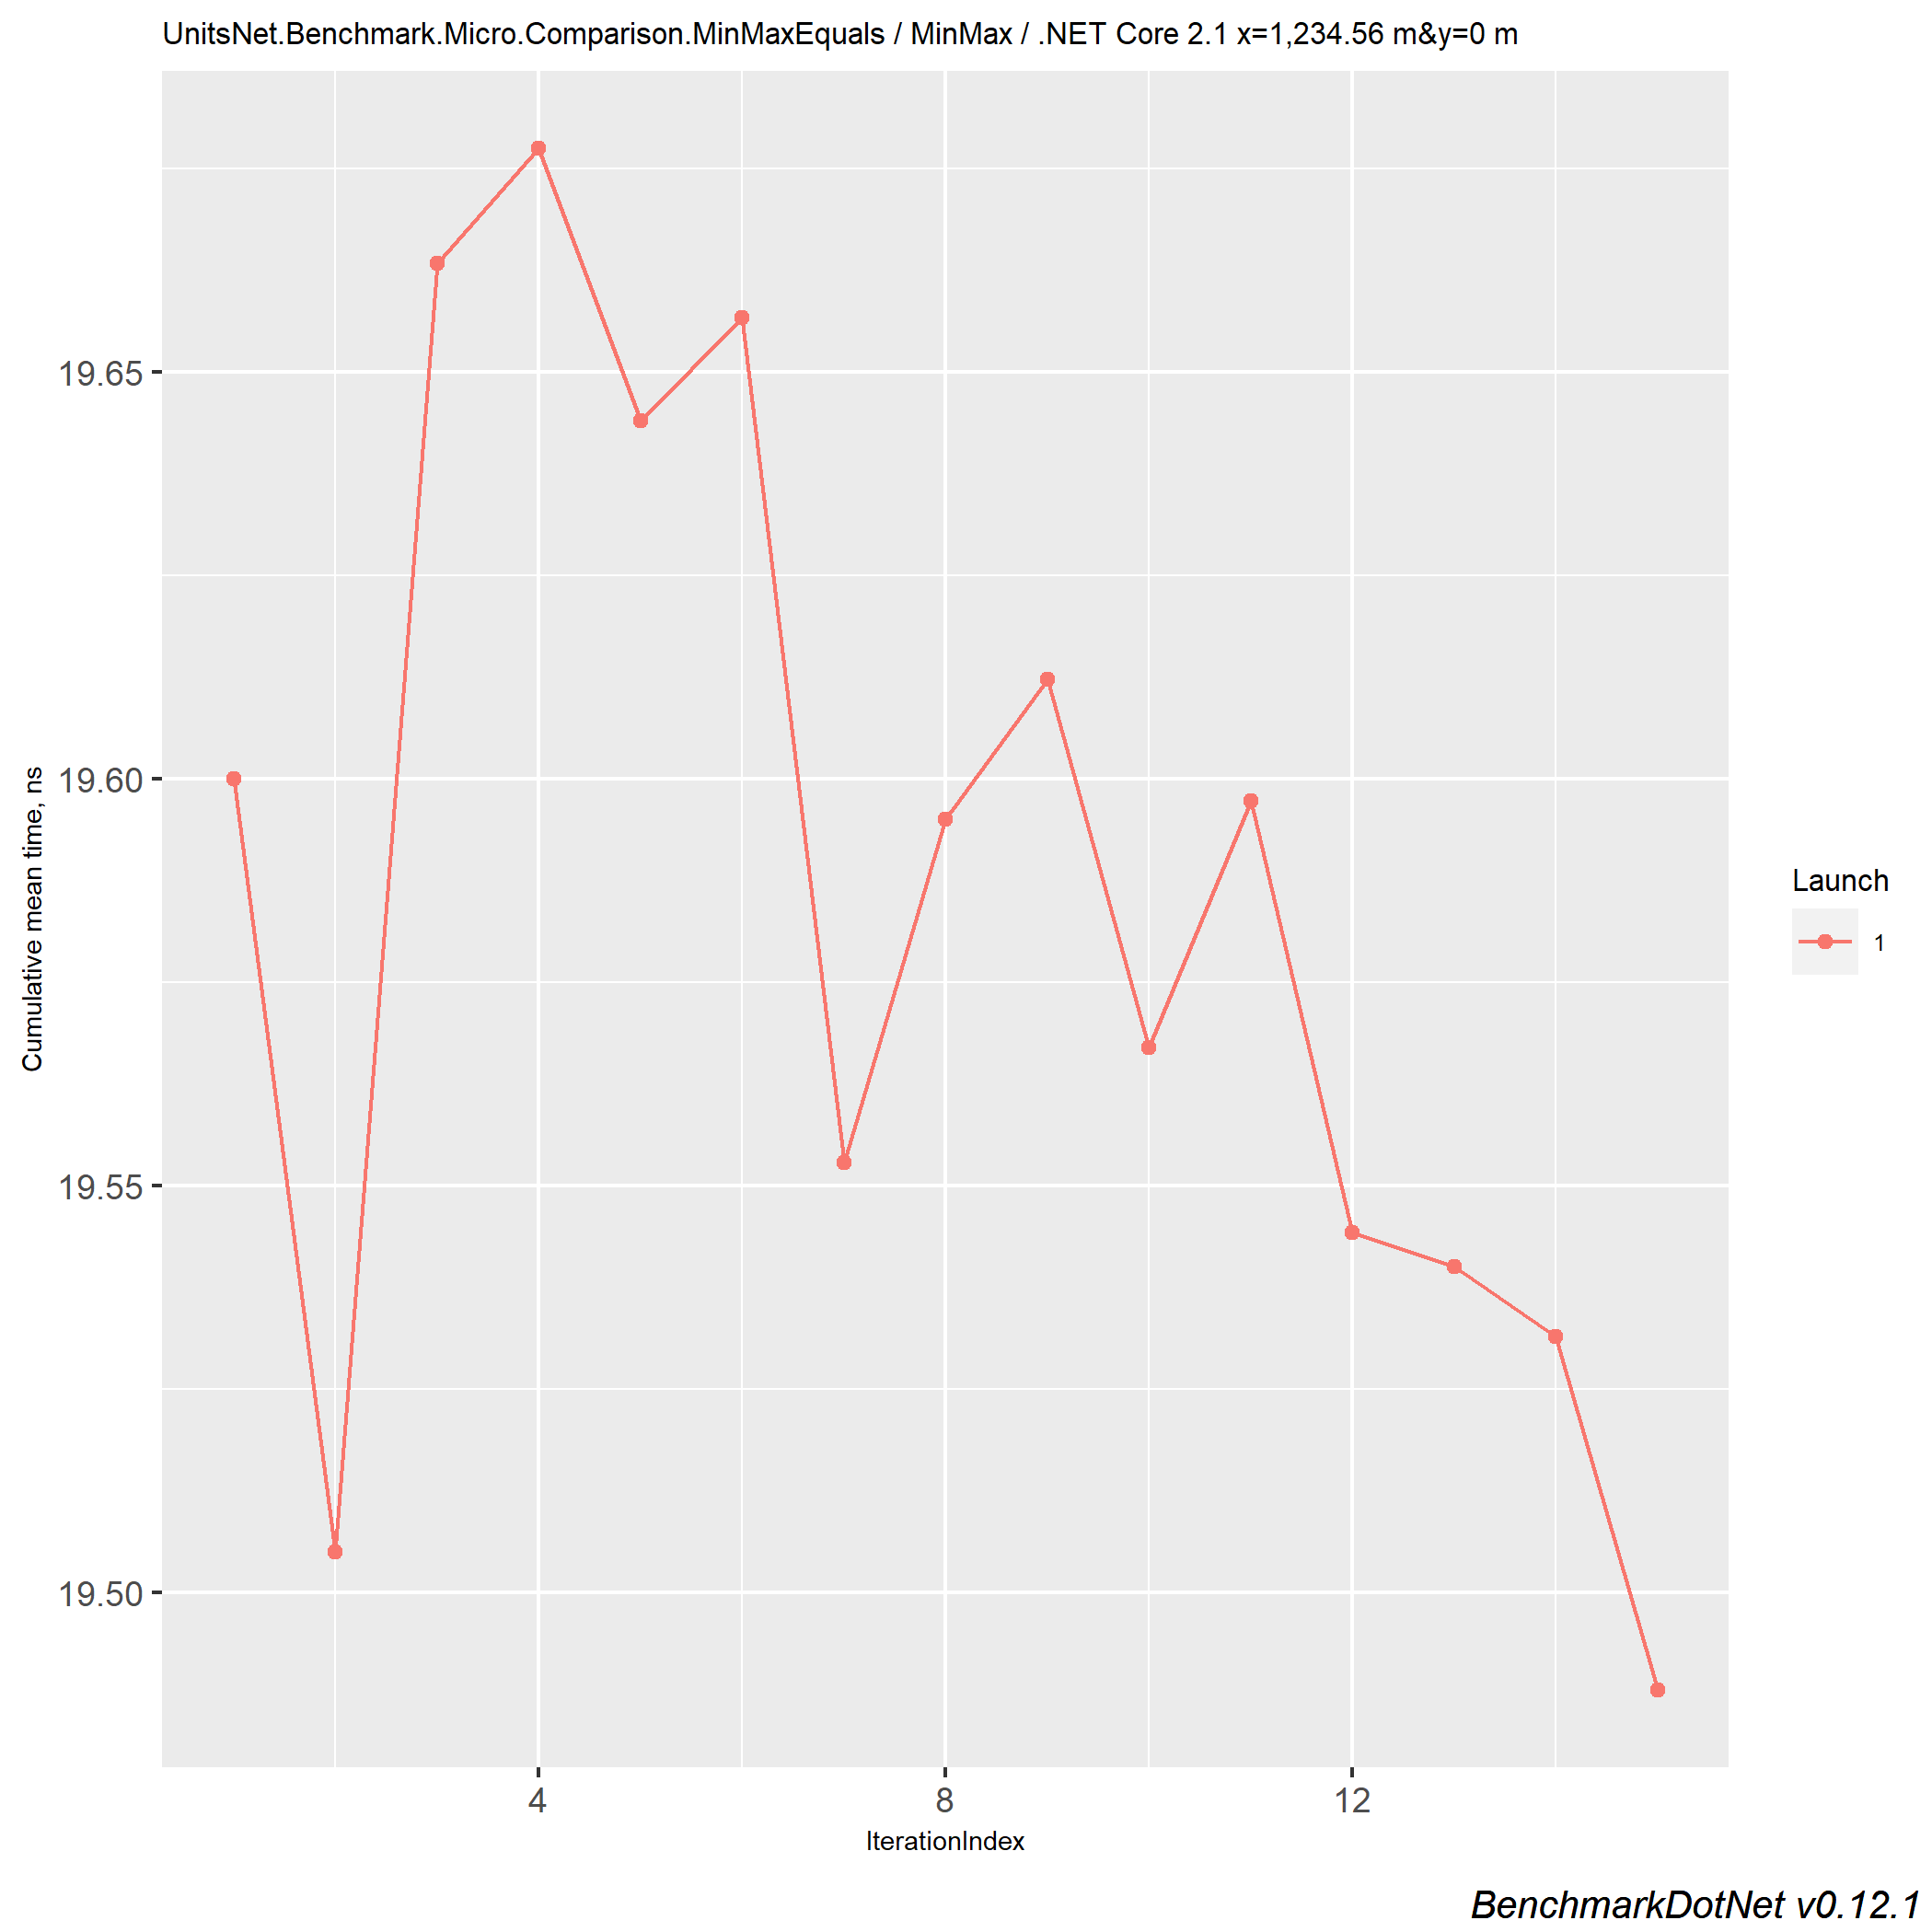 UnitsNet.Benchmark.Micro.Comparison.MinMaxEquals / MinMax / .NET Core 2.1 x=1,234.56 m&y=0 m
Cumulative mean time, ns
19.65
19.60
19.55
19.50
4
8
12
IterationIndex
Launch
1
BenchmarkDotNet v0.12.1